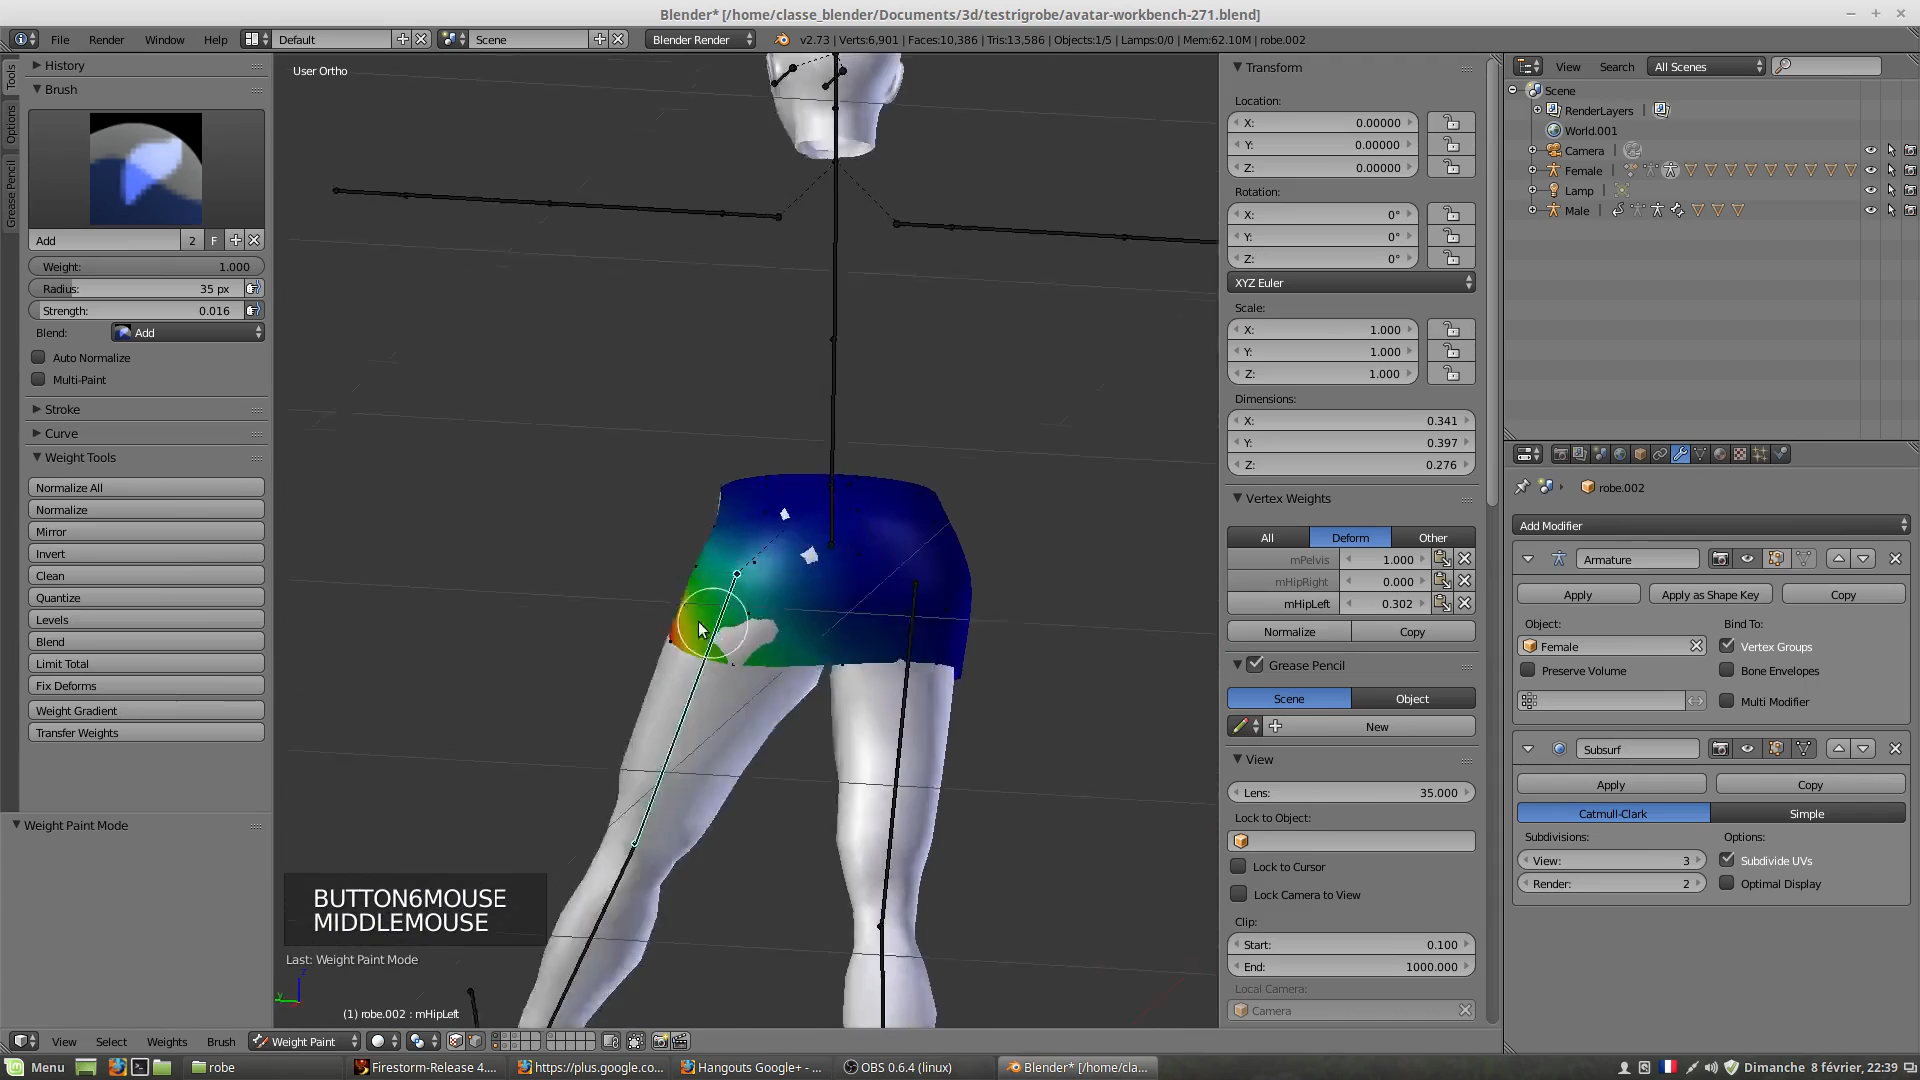 Blender* [/home/classe_blender/Documents/3d/testrigrobe/avatar-workbench-271.blend]
File Render Window Help Default Scene Blender Render v2.73 | Verts:6,901 | Faces:10,386 | Tris:13,586 | Objects:1/5 | Lamps:0/0 | Mem:62.10M | robe.002
Tools
Options
Grease Pencil
History
Brush
Add 2 F
Weight: 1.000
Radius: 35 px
Strength: 0.016
Blend: Add
Auto Normalize
Multi-Paint
Stroke
Curve
Weight Tools
Normalize All
Normalize
Mirror
Invert
Clean
Quantize
Levels
Blend
Limit Total
Fix Deforms
Weight Gradient
Transfer Weights
Weight Paint Mode
User Ortho
BUTTON6MOUSE
MIDDLEMOUSE
Last: Weight Paint Mode
(1) robe.002 : mHipLeft
View Select Weights Brush Weight Paint
Transform
Location:
X: 0.00000
Y: 0.00000
Z: 0.00000
Rotation:
X: 0°
Y: 0°
Z: 0°
XYZ Euler
Scale:
X: 1.000
Y: 1.000
Z: 1.000
Dimensions:
X: 0.341
Y: 0.397
Z: 0.276
Vertex Weights
All Deform Other
mPelvis 1.000
mHipRight 0.000
mHipLeft 0.302
Normalize Copy
Grease Pencil
Scene Object
New
View
Lens: 35.000
Lock to Object:
Lock to Cursor
Lock Camera to View
Clip:
Start: 0.100
End: 1000.000
Local Camera:
Camera
View Search All Scenes
Scene
RenderLayers
World.001
Camera
Female
Lamp
Male
robe.002
Add Modifier
Armature
Apply Apply as Shape Key Copy
Object: Bind To:
Female Vertex Groups
Preserve Volume Bone Envelopes
Multi Modifier
Subsurf
Apply Copy
Catmull-Clark Simple
Subdivisions: Options:
View: 3 Subdivide UVs
Render: 2 Optimal Display
Menu robe Firestorm-Release 4.... https://plus.google.co... Hangouts Google+ - ... OBS 0.6.4 (linux) Blender* [/home/cla... Dimanche 8 février, 22:39